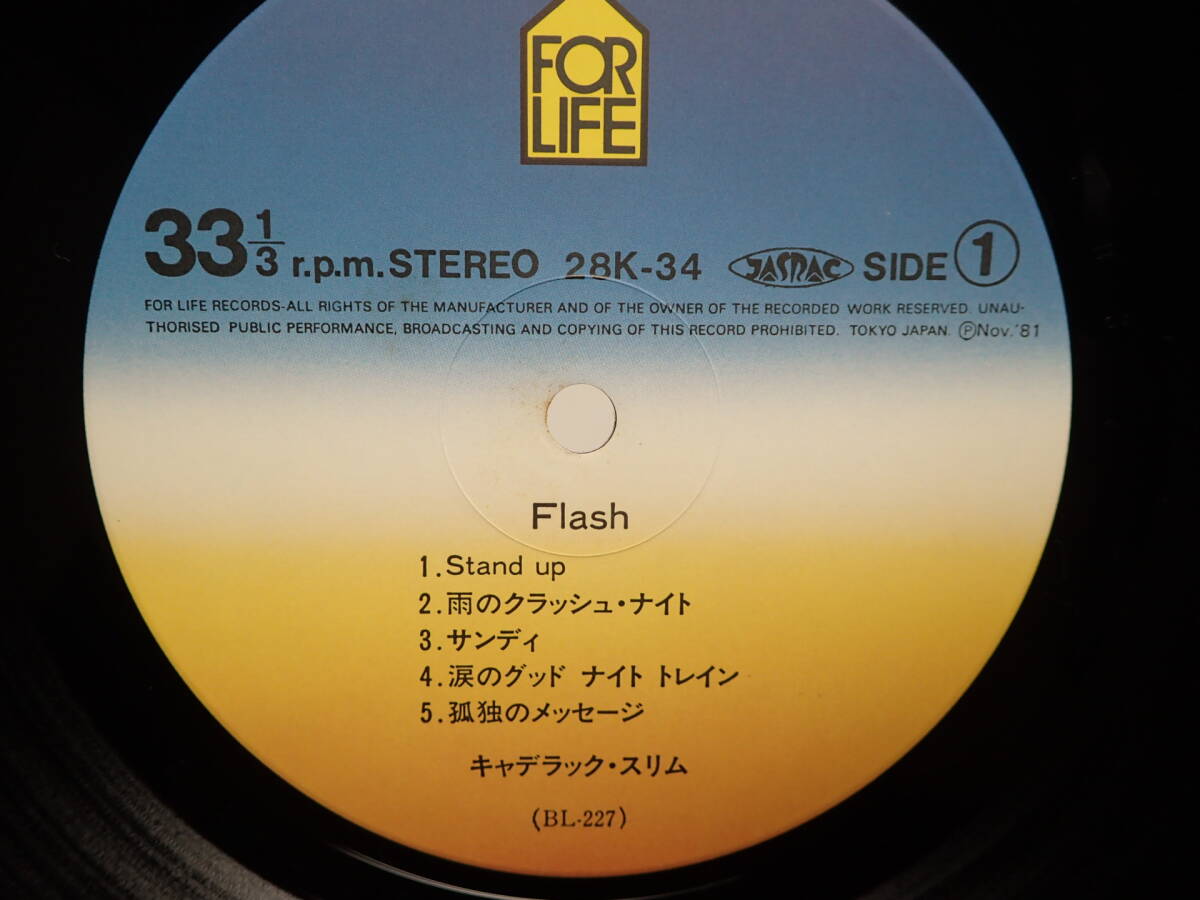 FOR
LIFE
33 1/3 r.p.m. STEREO 28K-34 JASRAC SIDE 1
FOR LIFE RECORDS-ALL RIGHTS OF THE MANUFACTURER AND OF THE OWNER OF THE RECORDED WORK RESERVED. UNAU-
THORISED PUBLIC PERFORMANCE, BROADCASTING AND COPYING OF THIS RECORD PROHIBITED. TOKYO JAPAN. ℗Nov.'81
Flash
1.Stand up
2.雨のクラッシュ・ナイト
3.サンディ
4.涙のグッド ナイト トレイン
5.孤独のメッセージ
キャデラック・スリム
(BL-227)